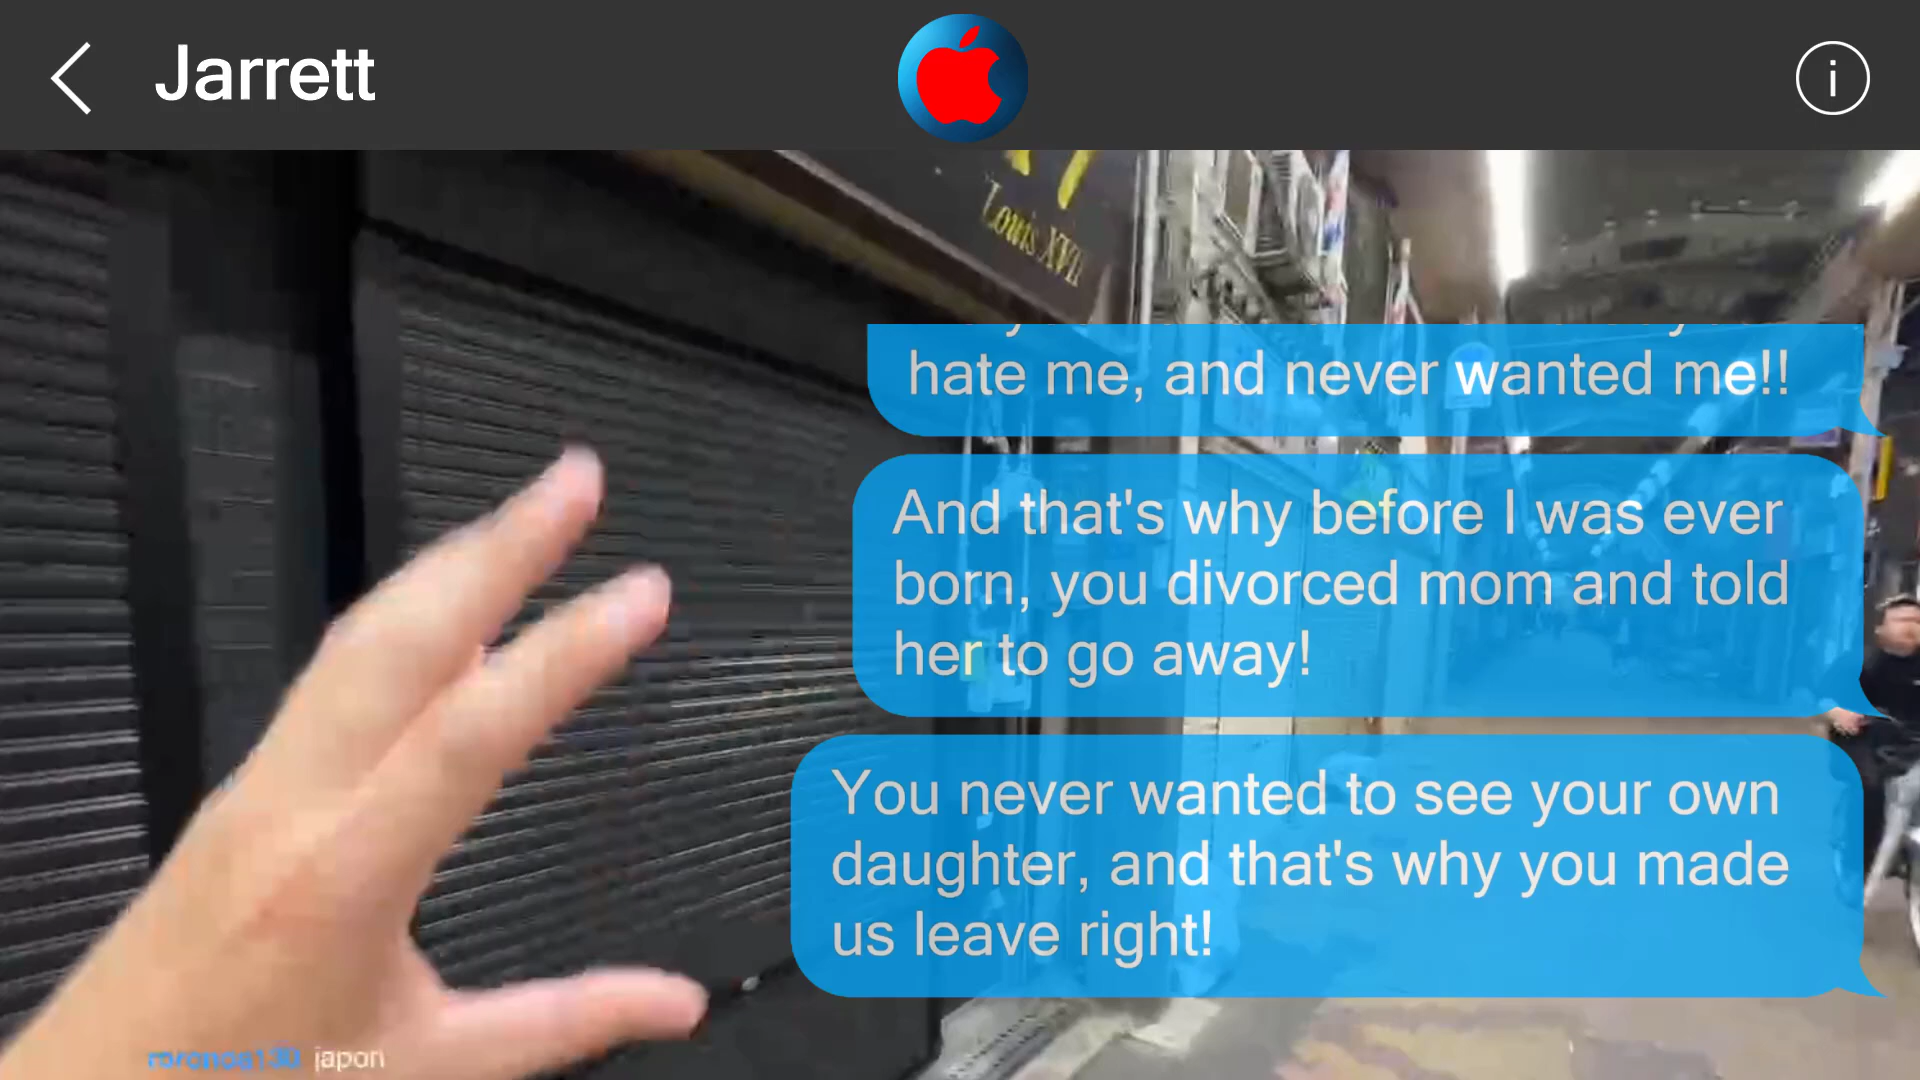 Jarrett
i
Louis XVII
hate me, and never wanted me!!
And that's why before I was ever
born, you divorced mom and told
her to go away!
You never wanted to see your own
daughter, and that's why you made
us leave right!
japon